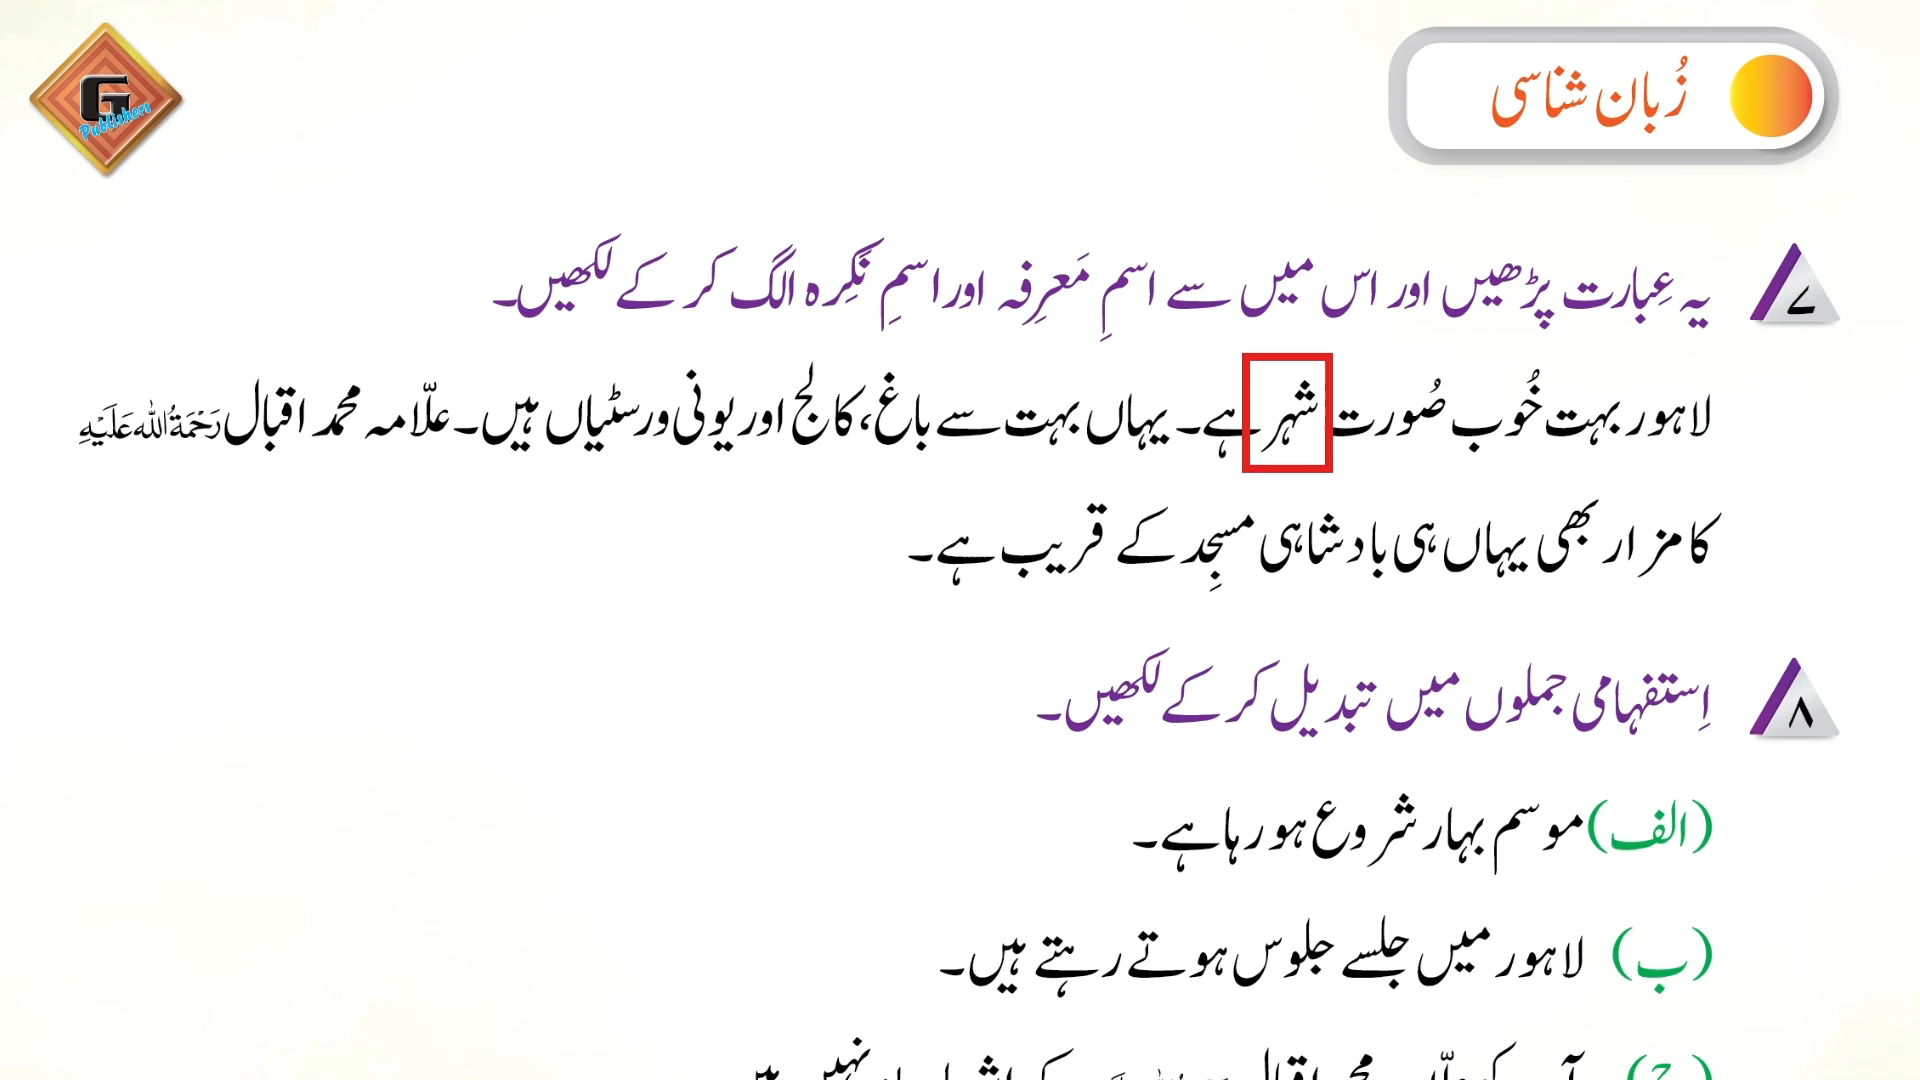 G
Publishers
زُبان شناسی
۷ یہ عِبارت پڑھیں اور اس میں سے اسمِ مَعرِفِہ اور اسمِ نَکِرہ الگ کر کے لکھیں۔
لاہور بہت خُوب صُورت شہر ہے۔ یہاں بہت سے باغ، کالج اور یونی ورسٹیاں ہیں۔ علّامہ محمد اقبال رَحْمَةُ اللہ عَلَيْهِ
کا مزار بھی یہاں ہی بادشاہی مسجِد کے قریب ہے۔
۸ اِستفہامی جملوں میں تبدیل کر کے لکھیں۔
(الف) موسم بہار شروع ہو رہا ہے۔
(ب) لاہور میں جلسے جلوس ہوتے رہتے ہیں۔